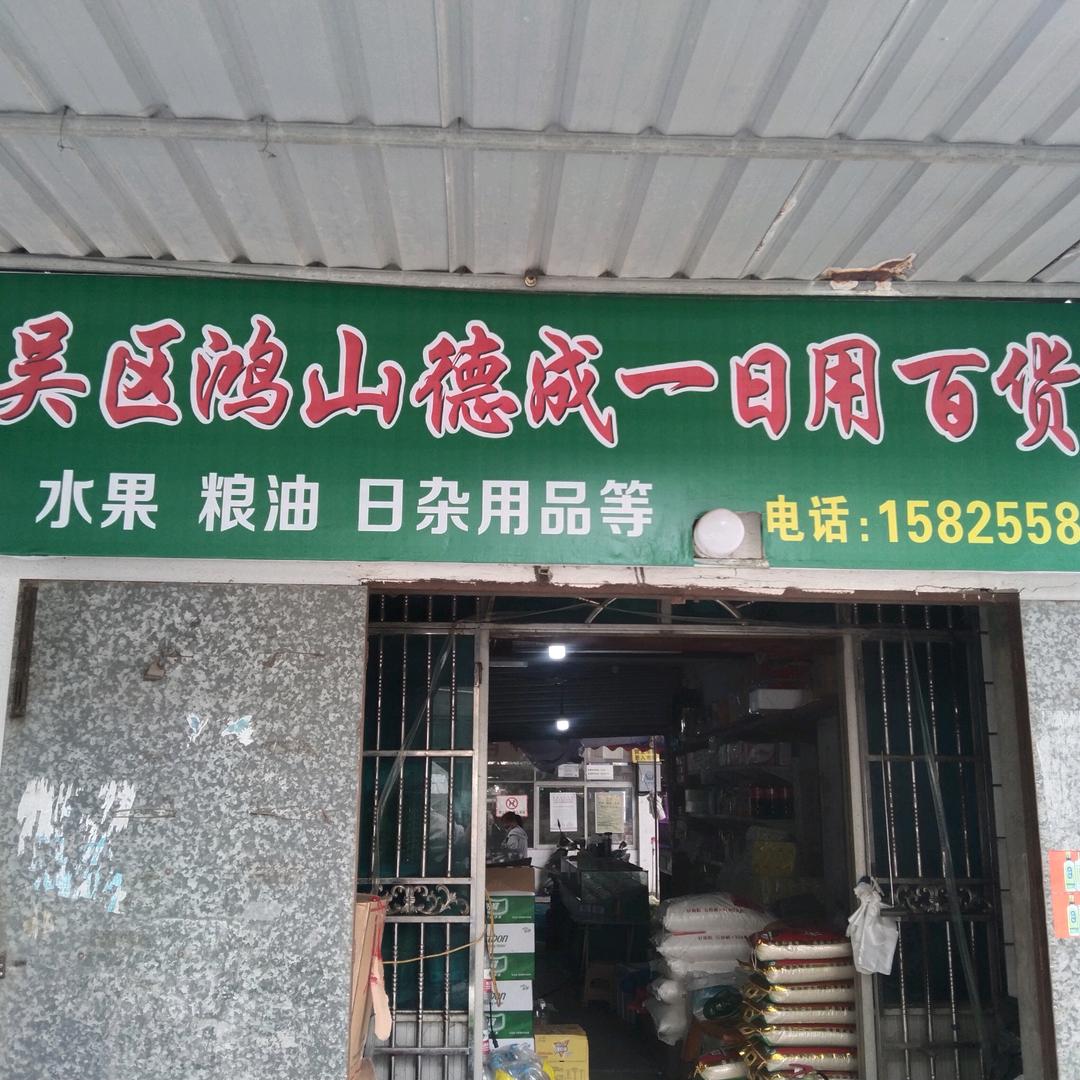 吴区鸿山德成一日用百货
水果 粮油 日杂用品等
电话:1582558